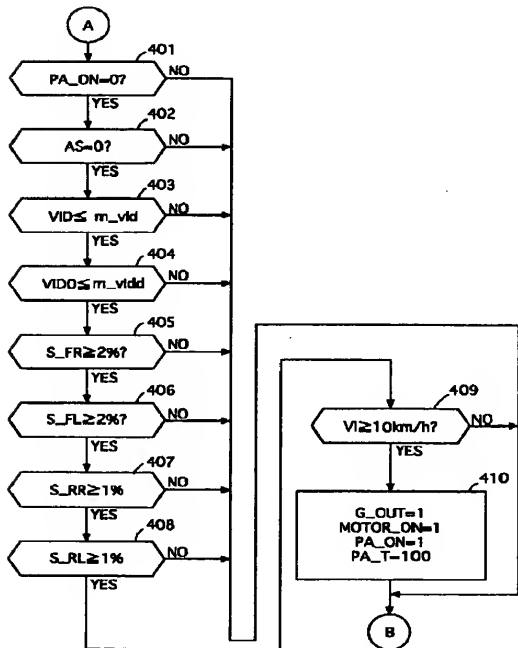 A
401
PA_ON=0?
NO
YES
402
AS=0?
NO
YES
403
VID≤ m_vid
NO
YES
404
VIDD≤m_vidd
NO
YES
405
S_FR≥2%?
NO
YES
406
S_FL≥2%?
NO
YES
407
S_RR≥1%
NO
YES
408
S_RL≥1%
NO
YES
409
VI≥10km/h?
NO
YES
410
G_OUT=1
MOTOR_ON=1
PA_ON=1
PA_T=100
B